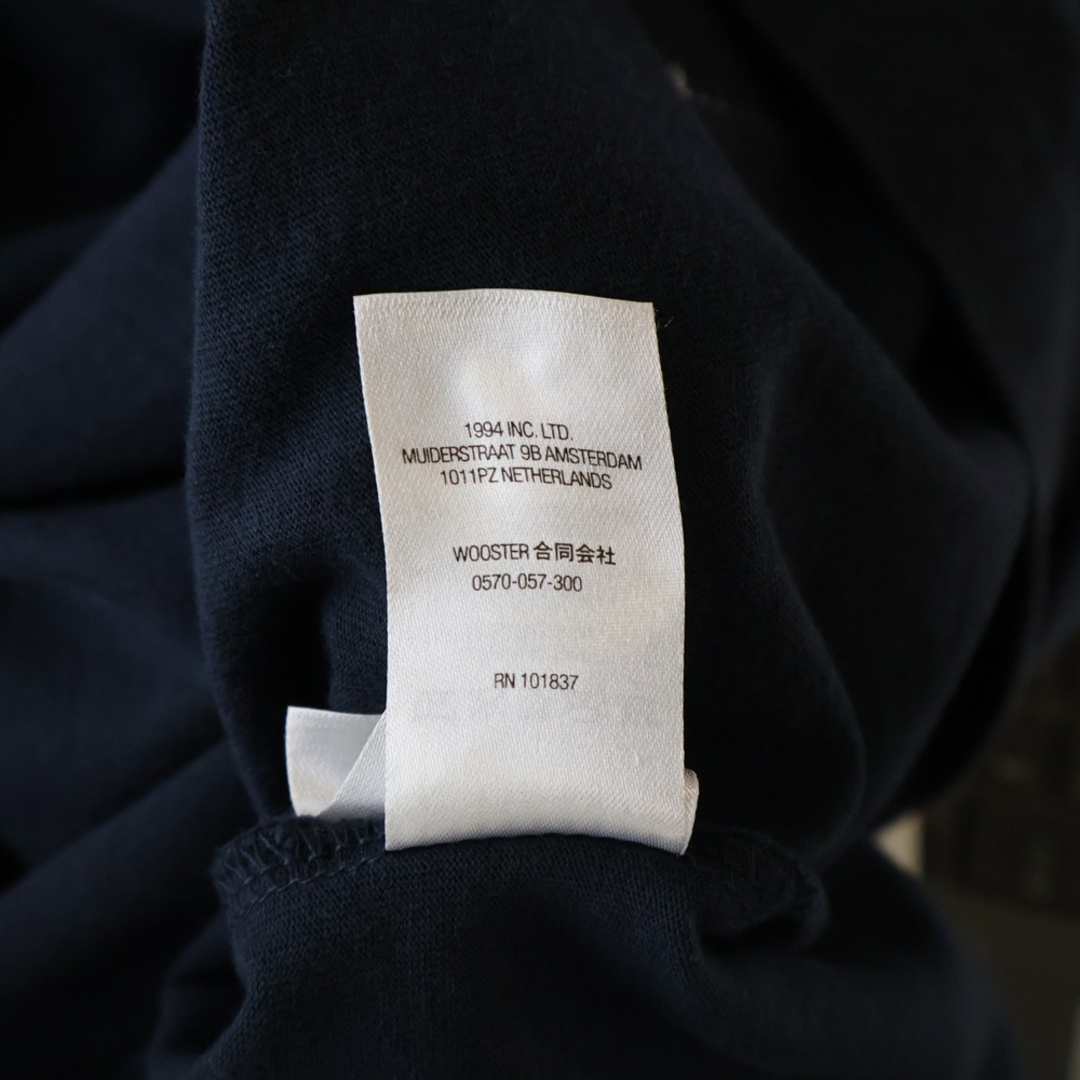 1994 INC. LTD.
MUIDERSTRAAT 9B AMSTERDAM
1011PZ NETHERLANDS
WOOSTER 合同会社
0570-057-300
RN 101837